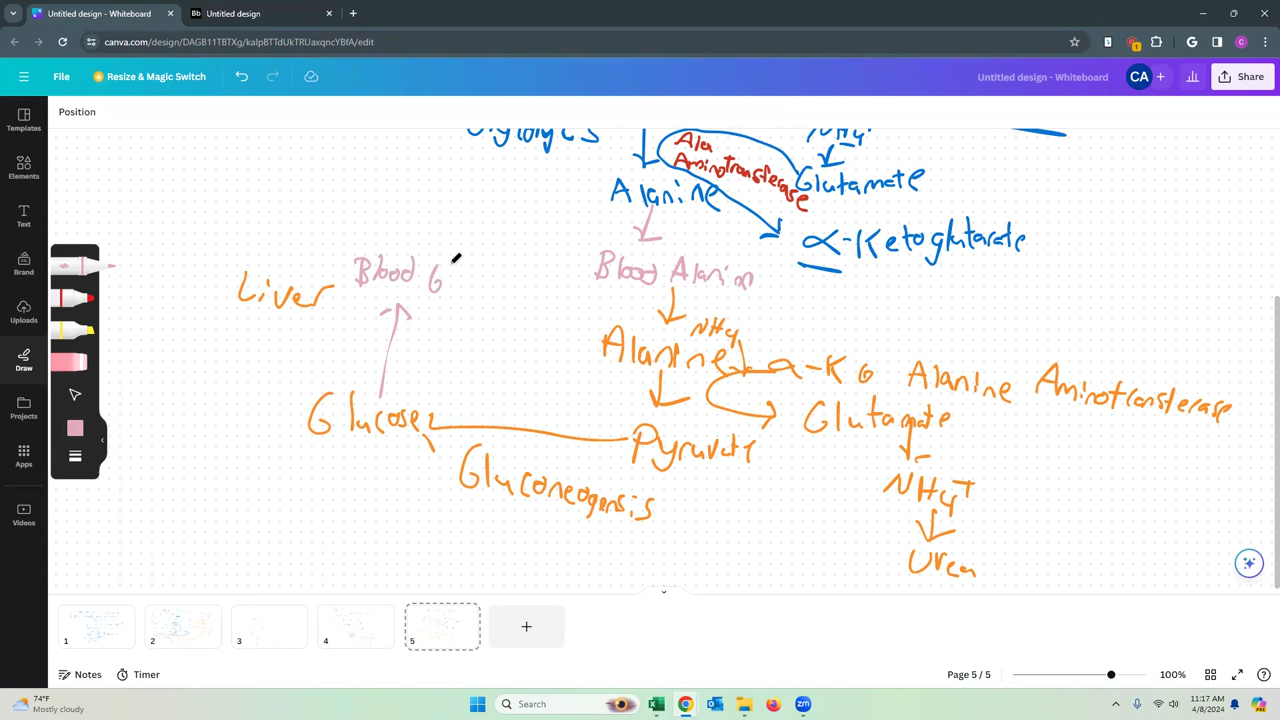 Untitled design - Whiteboard
Untitled design
canva.com/design/DAGB11TBTXg/kalpBTTdUkTRUaxqncYBfA/edit
File
Resize & Magic Switch
Untitled design - Whiteboard
CA
Share
Position
Templates
Elements
Text
Brand
Uploads
Draw
Projects
Apps
Videos
NH4+
Ala
Aminotransferase
Glutamate
Alanine
α-Ketoglutarate
Blood Alanin
Blood G
Liver
NH4
Alanine
α-KG
Alanine Aminotransferase
Glutamate
Glucose
Pyruvate
Gluconeogensis
NH4+
Urea
1
2
3
4
5
Notes
Timer
Page 5 / 5
100%
74°F
Mostly cloudy
Search
11:17 AM
4/8/2024